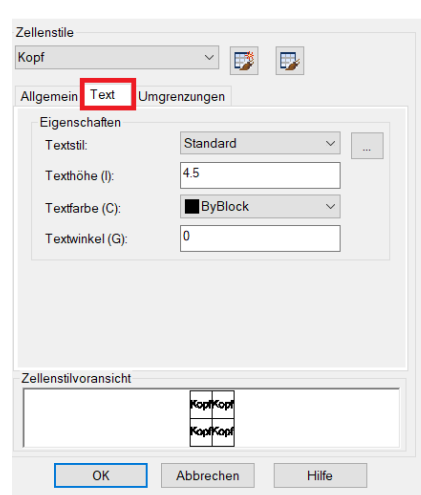 Zellenstile
Kopf
Allgemein Text Umgrenzungen
Eigenschaften
Textstil: Standard ...
Texthöhe (I): 4.5
Textfarbe (C): ByBlock
Textwinkel (G): 0
Zellenstilvoransicht
Kopf Kopf
Kopf Kopf
OK Abbrechen Hilfe